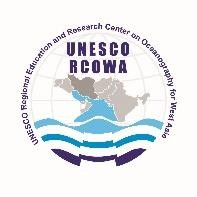 UNESCO Regional Education and Research Center on Oceanography for West Asia
UNESCO
RCOWA